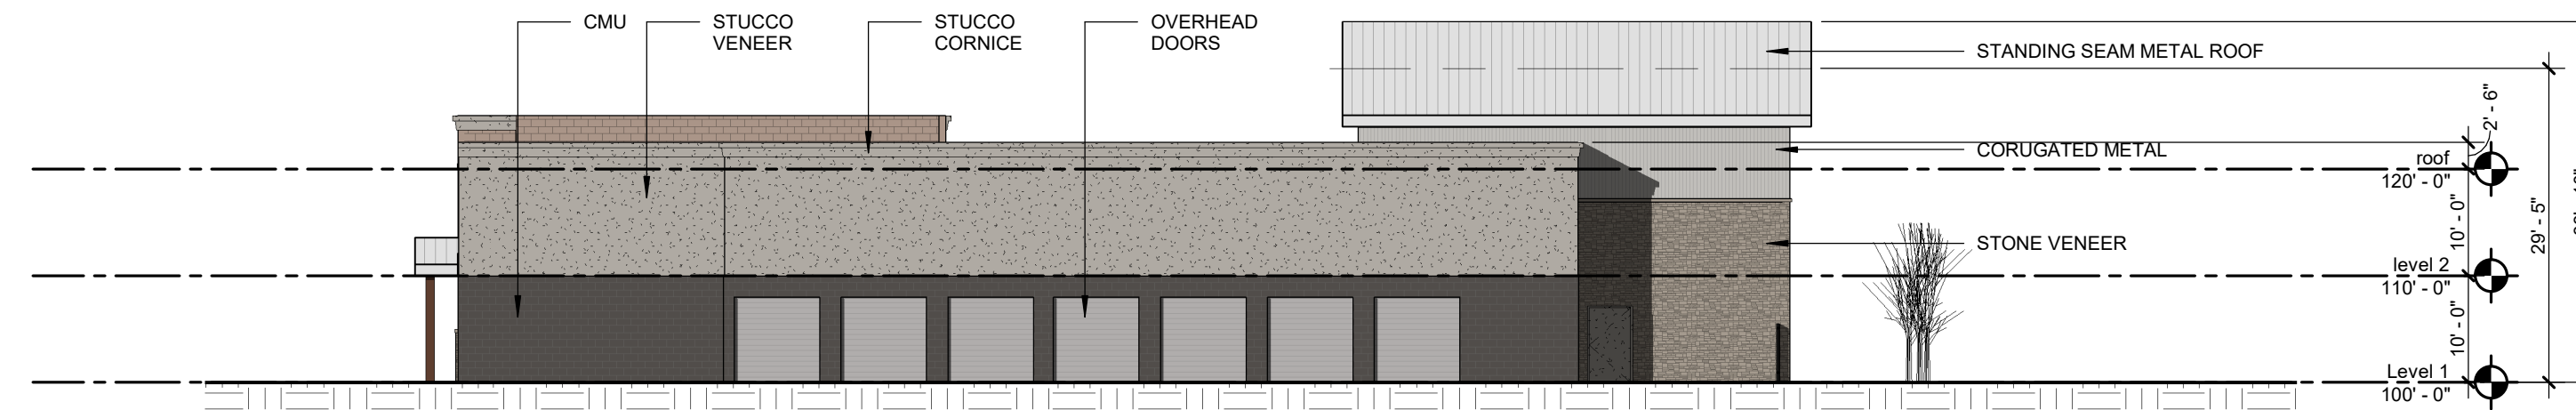 CMU
STUCCO
VENEER
STUCCO
CORNICE
OVERHEAD
DOORS
STANDING SEAM METAL ROOF
CORUGATED METAL
STONE VENEER
2' - 6"
roof
120' - 0"
10' - 0"
29' - 5"
level 2
110' - 0"
10' - 0"
Level 1
100' - 0"